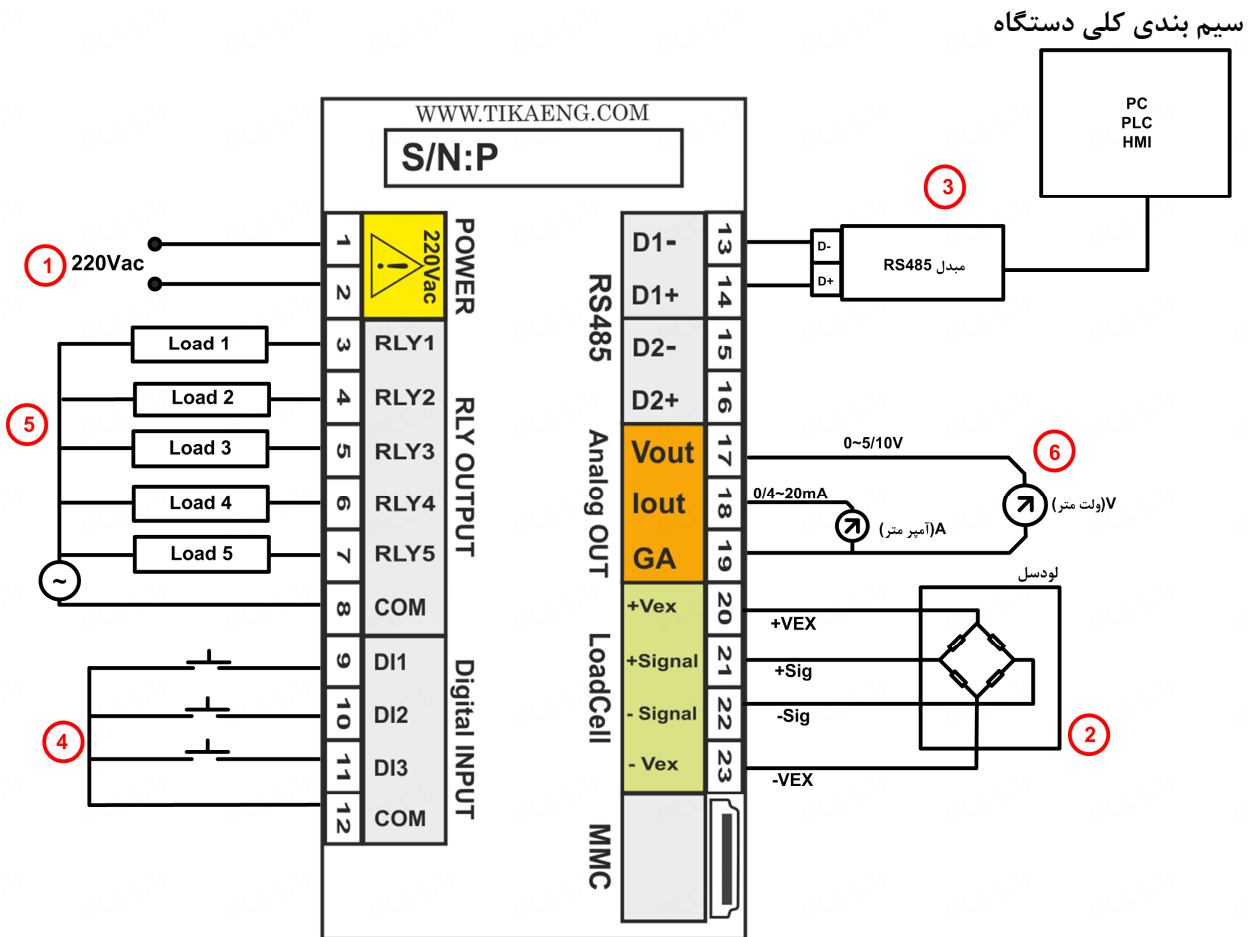 سیم بندی کلی دستگاه
PC
PLC
HMI
WWW.TIKAENG.COM
S/N:P
3
1
220Vac
1
2
220Vac
!
POWER
Load 1
Load 2
Load 3
Load 4
Load 5
5
~
3
4
5
6
7
8
RLY1
RLY2
RLY3
RLY4
RLY5
COM
RLY OUTPUT
4
9
10
11
12
DI1
DI2
DI3
COM
Digital INPUT
RS485
D1-
D1+
D2-
D2+
13
14
15
16
D-
D+
مبدل RS485
Analog OUT
Vout
Iout
GA
17
18
19
0~5/10V
0/4~20mA
A(آمپر متر)
V(ولت متر)
6
LoadCell
+Vex
+Signal
- Signal
- Vex
20
21
22
23
+VEX
+Sig
-Sig
-VEX
لودسل
2
MMC